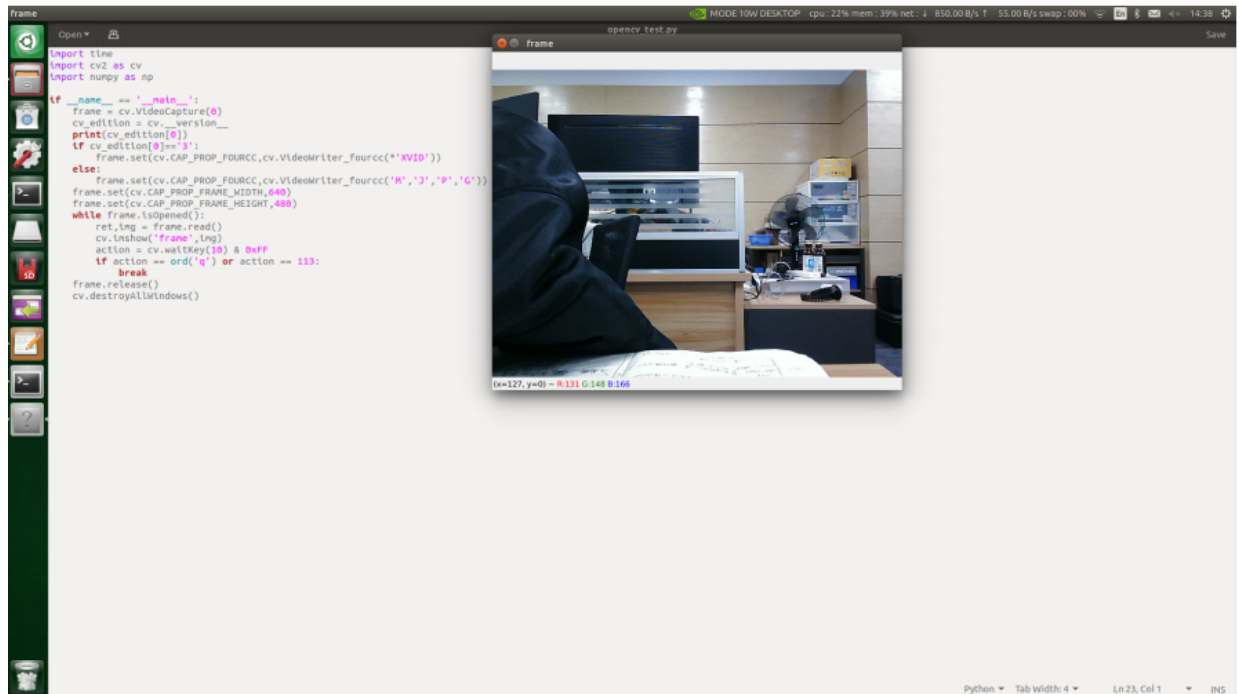 frame
MODE 10W DESKTOP cpu : 22% mem : 39% net : ↓ 850.00 B/s ↑ 55.00 B/s swap : 00% En 14:38
Open
opencv_test.py
Save
import time
import cv2 as cv
import numpy as np
if __name__ == '__main__':
frame = cv.VideoCapture(0)
cv_edition = cv.__version__
print(cv_edition[0])
if cv_edition[0]=='3':
frame.set(cv.CAP_PROP_FOURCC,cv.VideoWriter_fourcc(*'XVID'))
else:
frame.set(cv.CAP_PROP_FOURCC,cv.VideoWriter_fourcc('M','J','P','G'))
frame.set(cv.CAP_PROP_FRAME_WIDTH,640)
frame.set(cv.CAP_PROP_FRAME_HEIGHT,480)
while frame.isOpened():
ret,img = frame.read()
cv.imshow('frame',img)
action = cv.waitKey(10) & 0xFF
if action == ord('q') or action == 113:
break
frame.release()
cv.destroyAllWindows()
frame
(x=127, y=0) ~ R:131 G:148 B:166
SD
Python Tab Width: 4 Ln 23, Col 1 INS